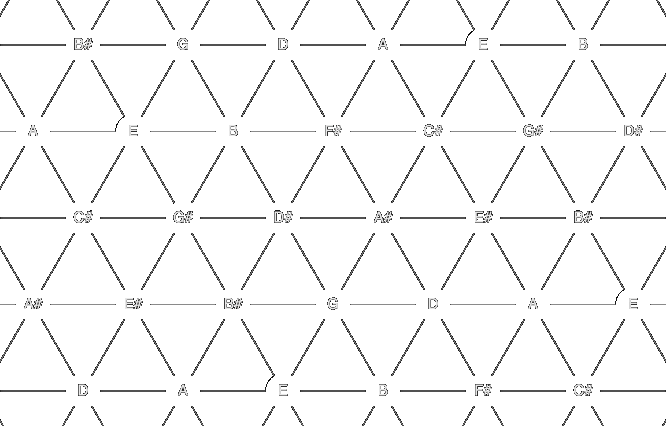 B# G D A E B
A E B F# C# G# D#
C# G# D# A# E# B#
A# E# B# G D A E
D A E B F# C#